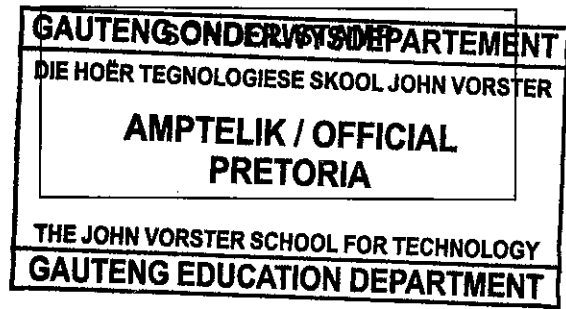 GAUTENG ONDERWYSDEPARTEMENT
DIE HOËR TEGNOLOGIESE SKOOL JOHN VORSTER
AMPTELIK / OFFICIAL
PRETORIA
THE JOHN VORSTER SCHOOL FOR TECHNOLOGY
GAUTENG EDUCATION DEPARTMENT